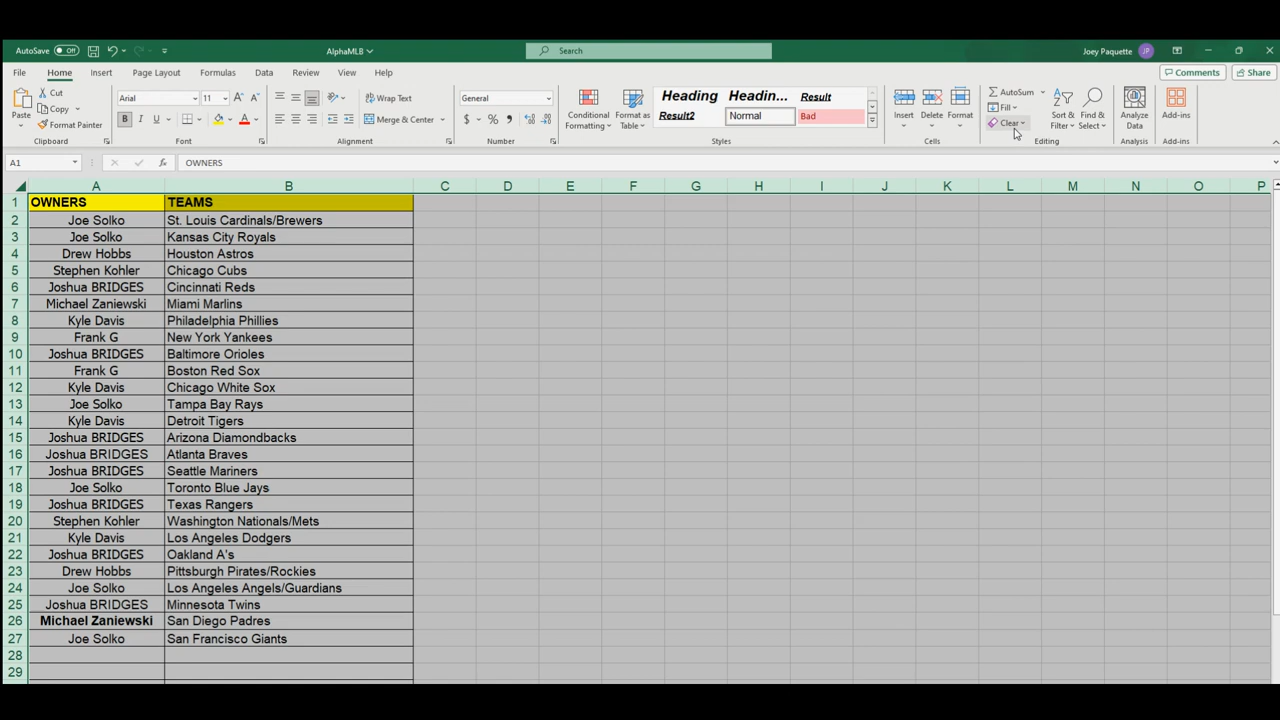 AutoSave Off AlphaMLB Search Joey Paquette JP
File Home Insert Page Layout Formulas Data Review View Help Comments Share
Paste Cut Copy Format Painter Clipboard
Arial 11 A A B I U A Font
Wrap Text Merge & Center Alignment
General $ % Number
Conditional Formatting Format as Table Heading Headin... Result Result2 Normal Bad Styles
Insert Delete Format Cells
AutoSum Fill Clear Sort & Filter Find & Select Editing
Analyze Data Analysis Add-ins Add-ins
A1 fx OWNERS
A B C D E F G H I J K L M N O P
1 OWNERS TEAMS
2 Joe Solko St. Louis Cardinals/Brewers
3 Joe Solko Kansas City Royals
4 Drew Hobbs Houston Astros
5 Stephen Kohler Chicago Cubs
6 Joshua BRIDGES Cincinnati Reds
7 Michael Zaniewski Miami Marlins
8 Kyle Davis Philadelphia Phillies
9 Frank G New York Yankees
10 Joshua BRIDGES Baltimore Orioles
11 Frank G Boston Red Sox
12 Kyle Davis Chicago White Sox
13 Joe Solko Tampa Bay Rays
14 Kyle Davis Detroit Tigers
15 Joshua BRIDGES Arizona Diamondbacks
16 Joshua BRIDGES Atlanta Braves
17 Joshua BRIDGES Seattle Mariners
18 Joe Solko Toronto Blue Jays
19 Joshua BRIDGES Texas Rangers
20 Stephen Kohler Washington Nationals/Mets
21 Kyle Davis Los Angeles Dodgers
22 Joshua BRIDGES Oakland A's
23 Drew Hobbs Pittsburgh Pirates/Rockies
24 Joe Solko Los Angeles Angels/Guardians
25 Joshua BRIDGES Minnesota Twins
26 Michael Zaniewski San Diego Padres
27 Joe Solko San Francisco Giants
28
29